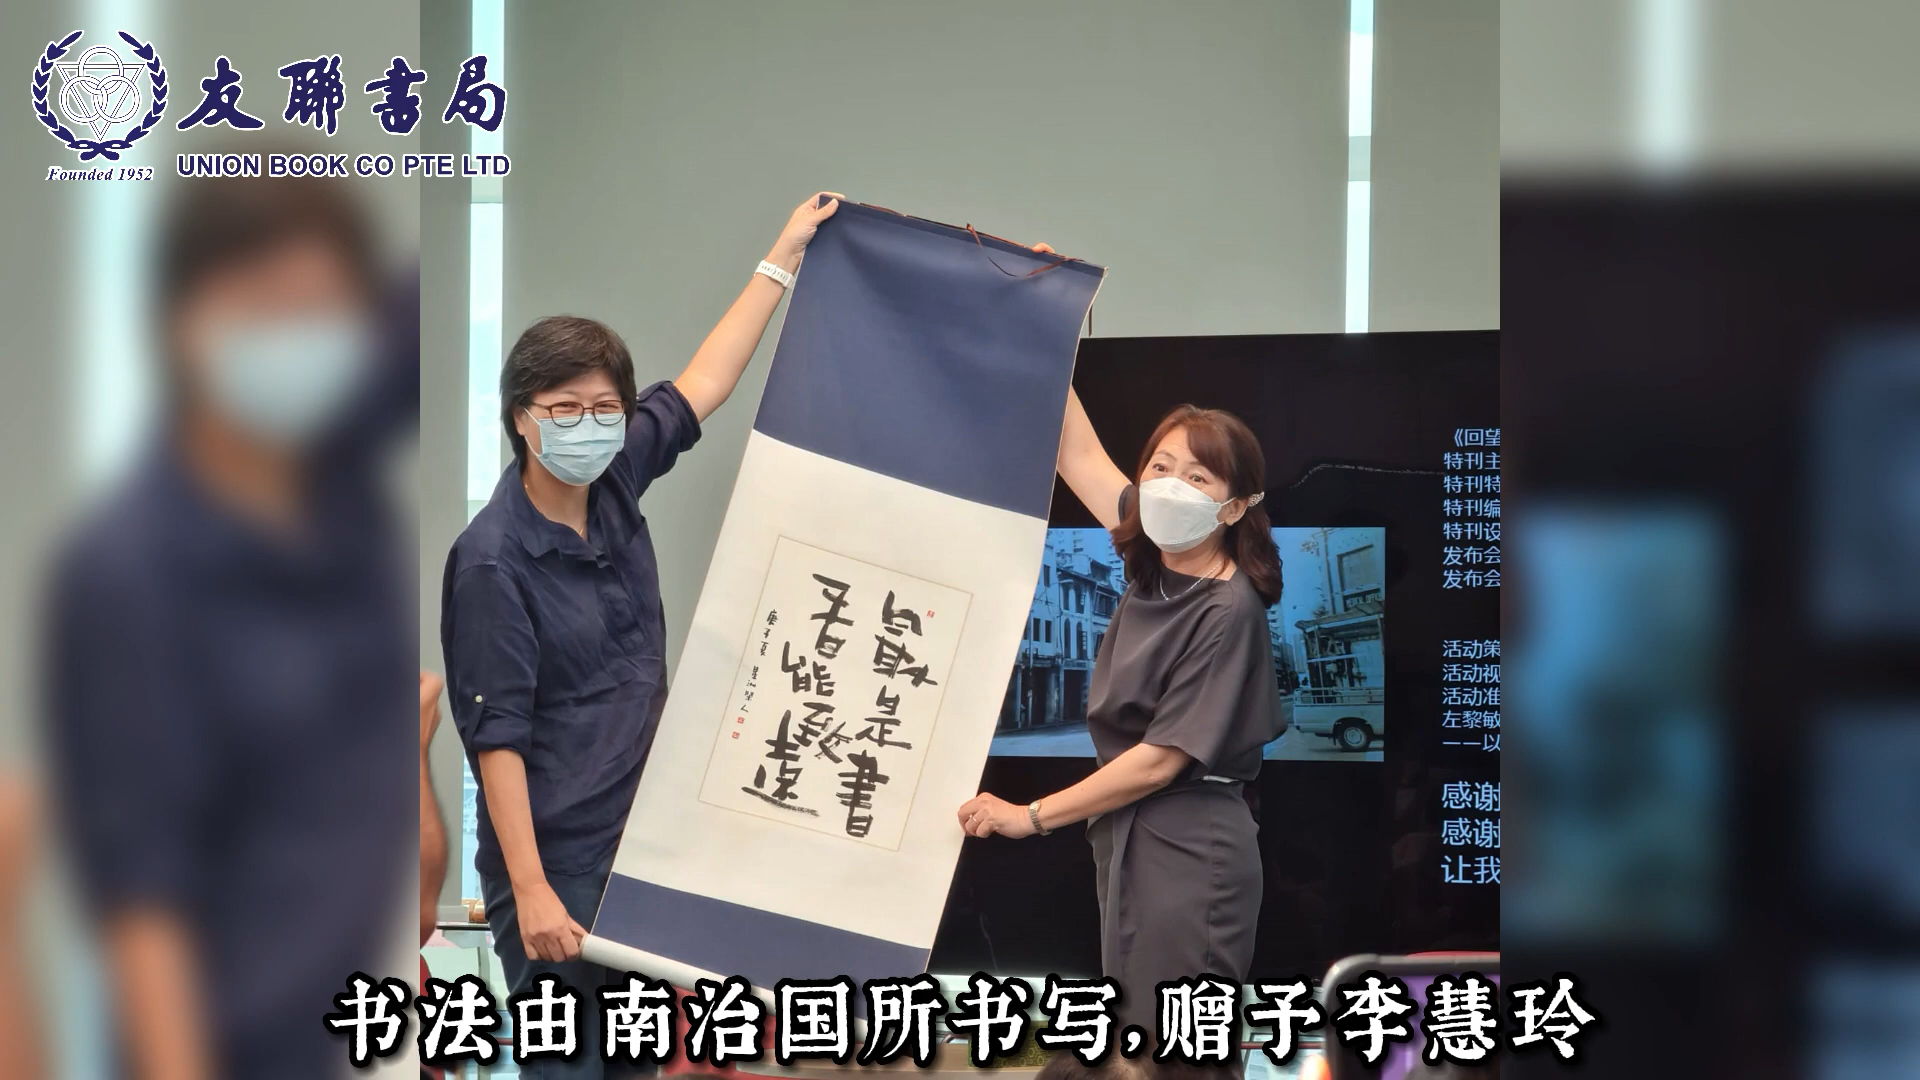 友聯書局
UNION BOOK CO PTE LTD
Founded 1952
最是書
香能致遠
庚子夏
《回望
特刊主
特刊特
特刊编
特刊设
发布会
发布会
活动策
活动视
活动准
左黎敏
——以
感谢
感谢
让我
书法由南治国所书写,赠予李慧玲